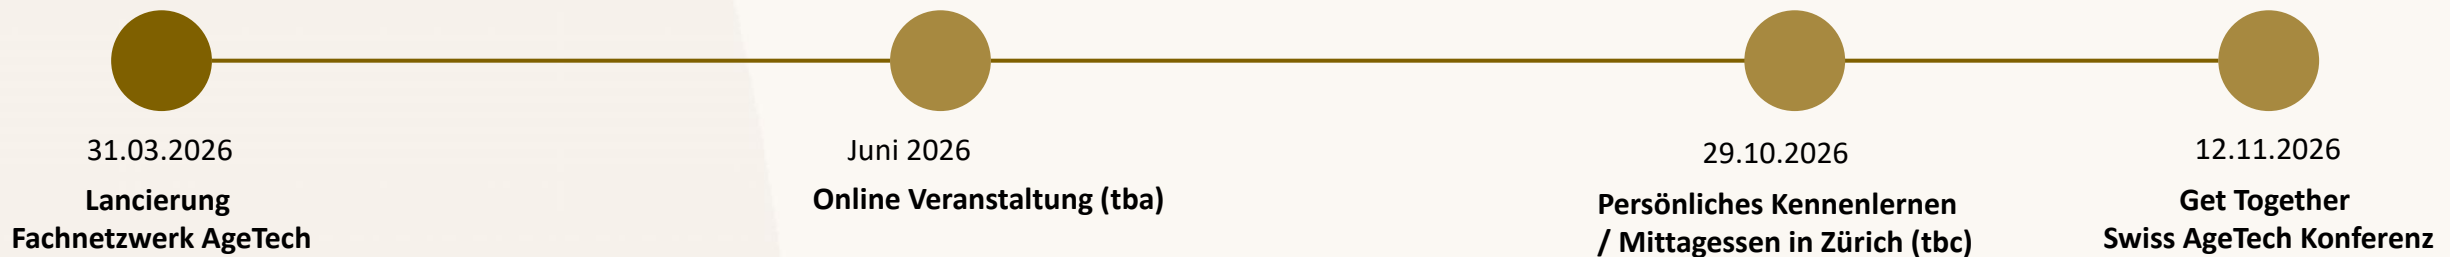 31.03.2026
Lancierung
Fachnetzwerk AgeTech
Juni 2026
Online Veranstaltung (tba)
29.10.2026
Persönliches Kennenlernen
/ Mittagessen in Zürich (tbc)
12.11.2026
Get Together
Swiss AgeTech Konferenz